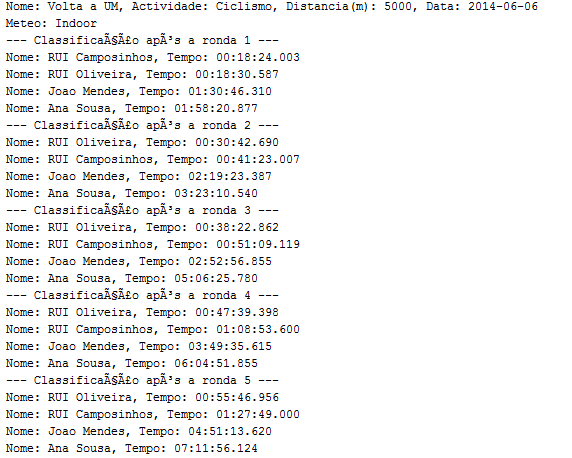 Nome: Volta a UM, Actividade: Ciclismo, Distancia(m): 5000, Data: 2014-06-06
Meteo: Indoor
--- ClassificaÃ§Ã£o apÃ³s a ronda 1 ---
Nome: RUI Camposinhos, Tempo: 00:18:24.003
Nome: RUI Oliveira, Tempo: 00:18:30.587
Nome: Joao Mendes, Tempo: 01:30:46.310
Nome: Ana Sousa, Tempo: 01:58:20.877
--- ClassificaÃ§Ã£o apÃ³s a ronda 2 ---
Nome: RUI Oliveira, Tempo: 00:30:42.690
Nome: RUI Camposinhos, Tempo: 00:41:23.007
Nome: Joao Mendes, Tempo: 02:19:23.387
Nome: Ana Sousa, Tempo: 03:23:10.540
--- ClassificaÃ§Ã£o apÃ³s a ronda 3 ---
Nome: RUI Oliveira, Tempo: 00:38:22.862
Nome: RUI Camposinhos, Tempo: 00:51:09.119
Nome: Joao Mendes, Tempo: 02:52:56.855
Nome: Ana Sousa, Tempo: 05:06:25.780
--- ClassificaÃ§Ã£o apÃ³s a ronda 4 ---
Nome: RUI Oliveira, Tempo: 00:47:39.398
Nome: RUI Camposinhos, Tempo: 01:08:53.600
Nome: Joao Mendes, Tempo: 03:49:35.615
Nome: Ana Sousa, Tempo: 06:04:51.855
--- ClassificaÃ§Ã£o apÃ³s a ronda 5 ---
Nome: RUI Oliveira, Tempo: 00:55:46.956
Nome: RUI Camposinhos, Tempo: 01:27:49.000
Nome: Joao Mendes, Tempo: 04:51:13.620
Nome: Ana Sousa, Tempo: 07:11:56.124